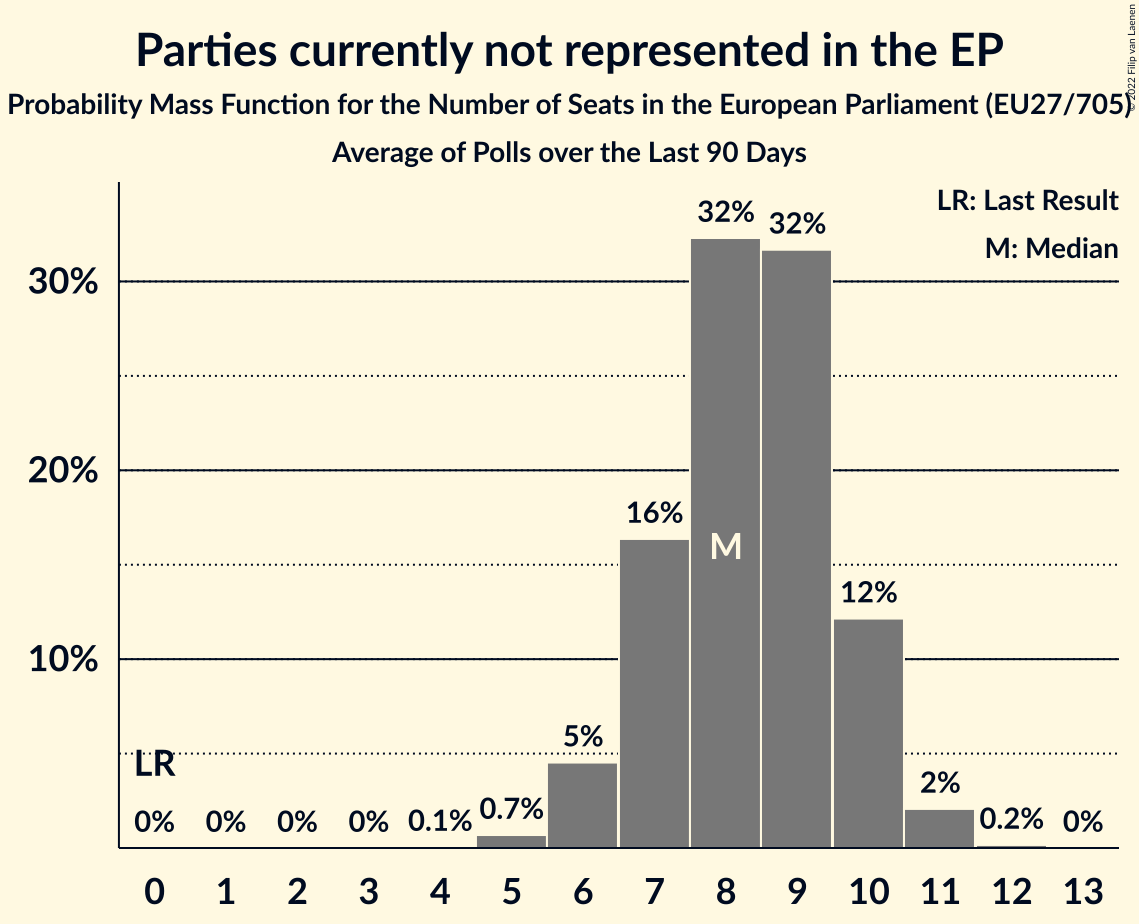 Parties currently not represented in the EP
Probability Mass Function for the Number of Seats in the European Parliament (EU27/705)
Average of Polls over the Last 90 Days
© 2022 Filip van Laenen
LR: Last Result
M: Median
30%
20%
10%
LR
0% 0% 0% 0% 0.1% 0.7% 5% 16% 32% 32% 12% 2% 0.2% 0%
M
0 1 2 3 4 5 6 7 8 9 10 11 12 13